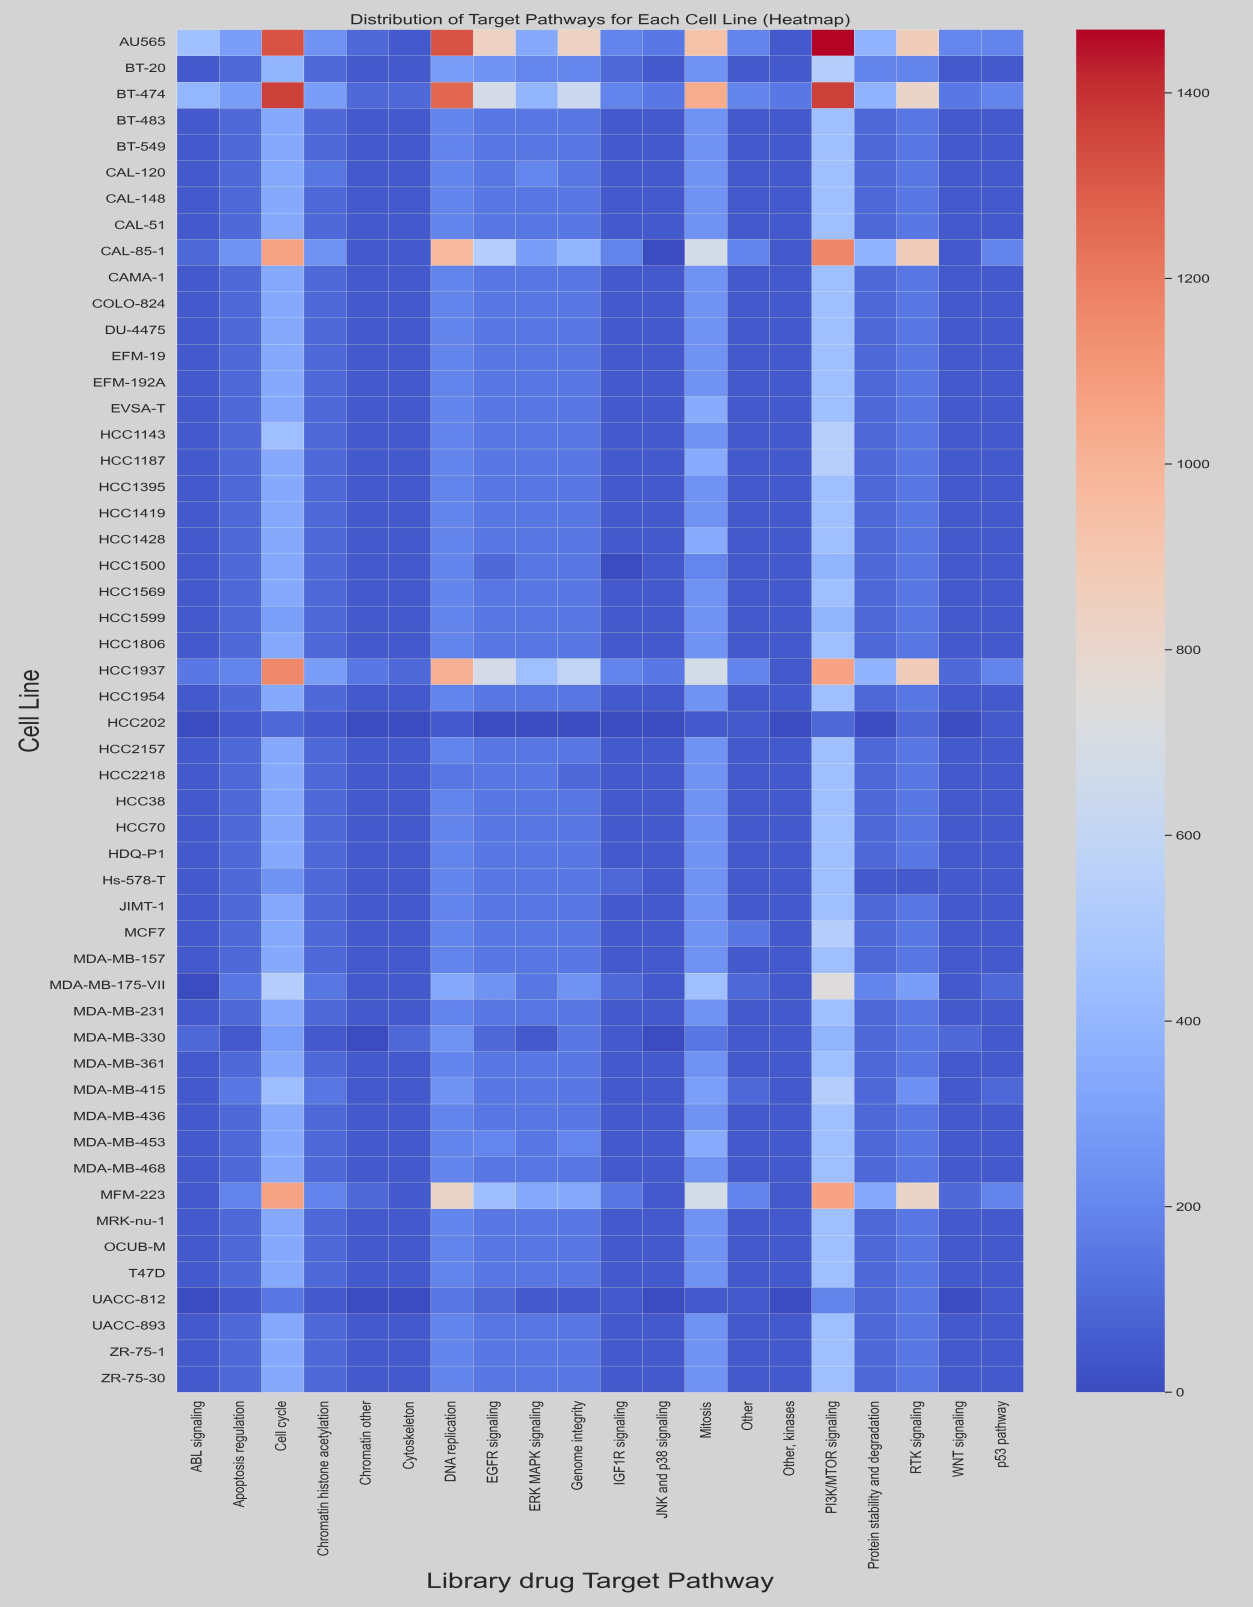 Distribution of Target Pathways for Each Cell Line (Heatmap)
AU565
BT-20
BT-474
BT-483
BT-549
CAL-120
CAL-148
CAL-51
CAL-85-1
CAMA-1
COLO-824
DU-4475
EFM-19
EFM-192A
EVSA-T
HCC1143
HCC1187
HCC1395
HCC1419
HCC1428
HCC1500
HCC1569
HCC1599
HCC1806
HCC1937
HCC1954
HCC202
HCC2157
HCC2218
HCC38
HCC70
HDQ-P1
Hs-578-T
JIMT-1
MCF7
MDA-MB-157
MDA-MB-175-VII
MDA-MB-231
MDA-MB-330
MDA-MB-361
MDA-MB-415
MDA-MB-436
MDA-MB-453
MDA-MB-468
MFM-223
MRK-nu-1
OCUB-M
T47D
UACC-812
UACC-893
ZR-75-1
ZR-75-30
Cell Line
ABL signaling
Apoptosis regulation
Cell cycle
Chromatin histone acetylation
Chromatin other
Cytoskeleton
DNA replication
EGFR signaling
ERK MAPK signaling
Genome integrity
IGF1R signaling
JNK and p38 signaling
Mitosis
Other
Other, kinases
PI3K/MTOR signaling
Protein stability and degradation
RTK signaling
WNT signaling
p53 pathway
Library drug Target Pathway
1400
1200
1000
800
600
400
200
0